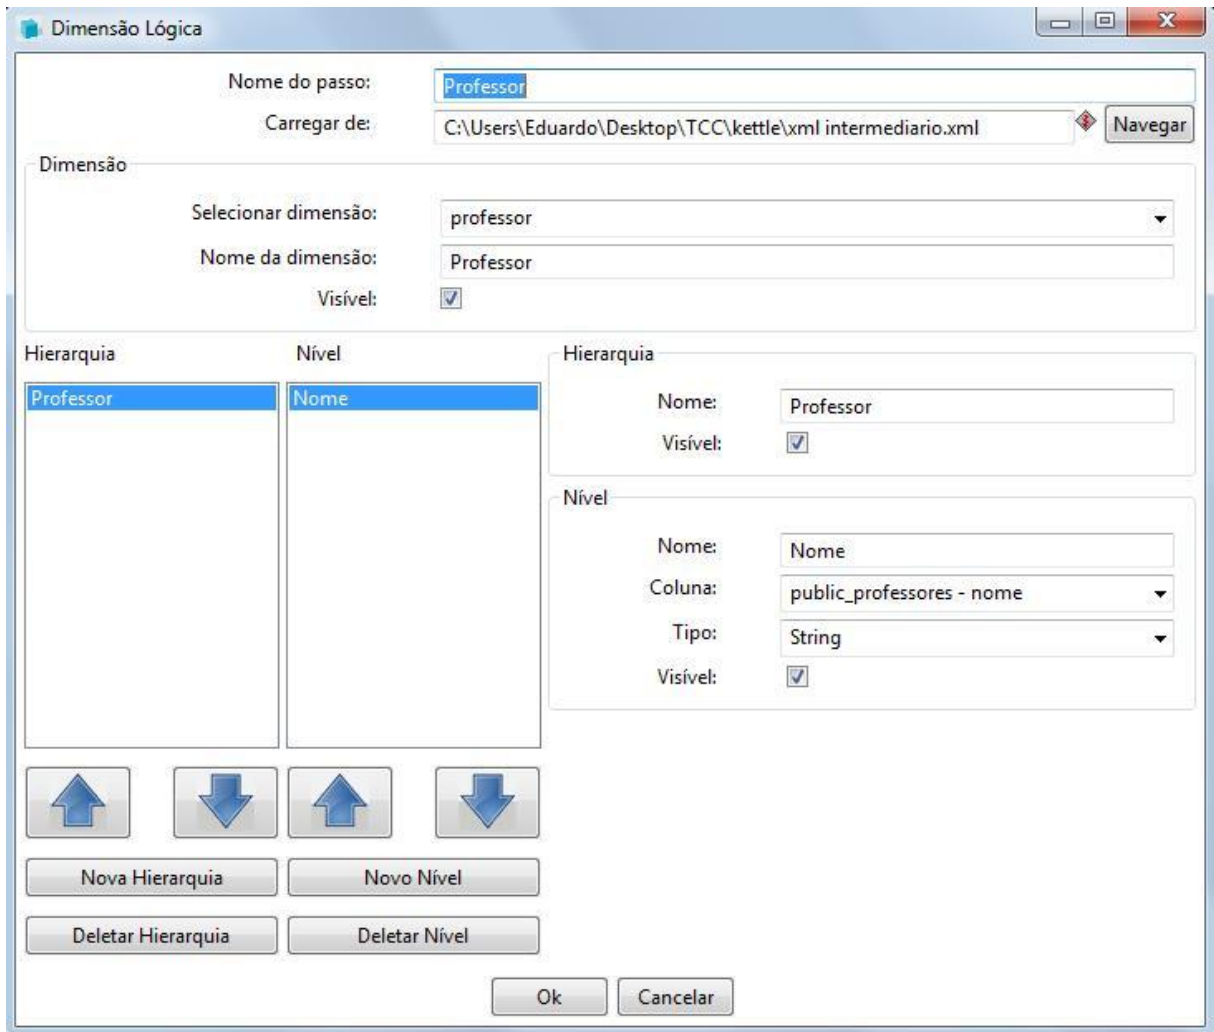 Dimensão Lógica
Nome do passo: Professor
Carregar de: C:\Users\Eduardo\Desktop\TCC\kettle\xml intermediario.xml Navegar
Dimensão
Selecionar dimensão: professor
Nome da dimensão: Professor
Visível:
Hierarquia Nível
Professor Nome
Hierarquia
Nome: Professor
Visível:
Nível
Nome: Nome
Coluna: public_professores - nome
Tipo: String
Visível:
Nova Hierarquia Novo Nível
Deletar Hierarquia Deletar Nível
Ok Cancelar